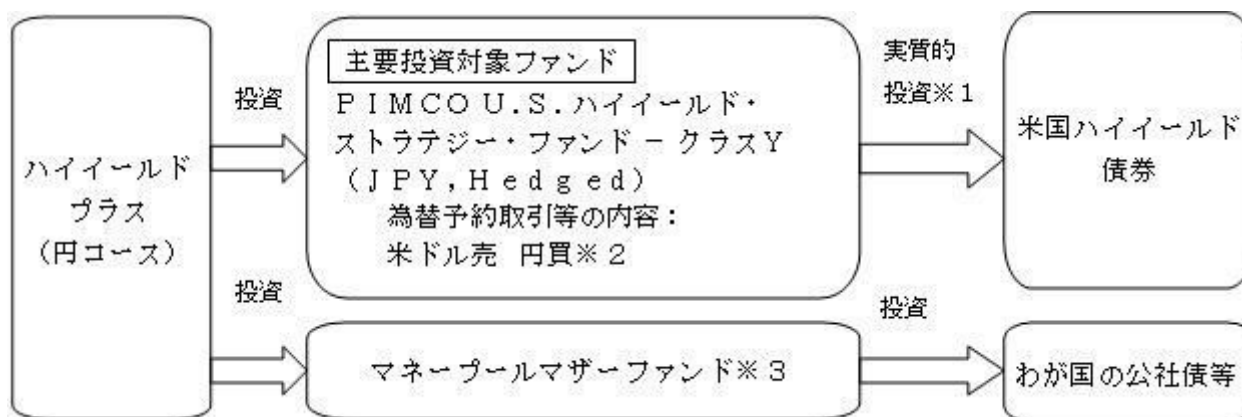 ハイイールド
プラス
(円コース)
投資
主要投資対象ファンド
PIMCO U.S.ハイイールド・
ストラテジー・ファンド − クラスY
(JPY, Hedged)
為替予約取引等の内容：
米ドル売 円買※2
実質的
投資※1
米国ハイイールド
債券
投資
マネープールマザーファンド※3
投資
わが国の公社債等